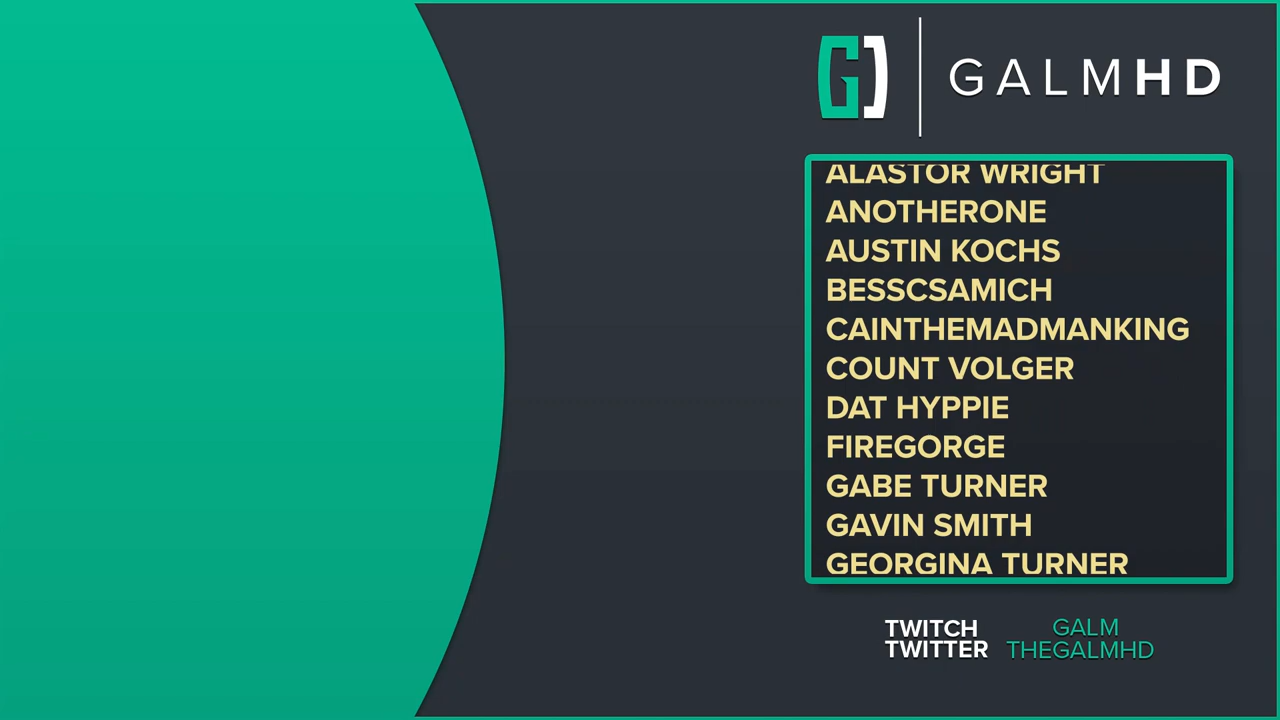 G
GALMHD
ALASTOR WRIGHT
ANOTHERONE
AUSTIN KOCHS
BESSCSAMICH
CAINTHEMADMANKING
COUNT VOLGER
DAT HYPPIE
FIREGORGE
GABE TURNER
GAVIN SMITH
GEORGINA TURNER
TWITCH GALM
TWITTER THEGALMHD